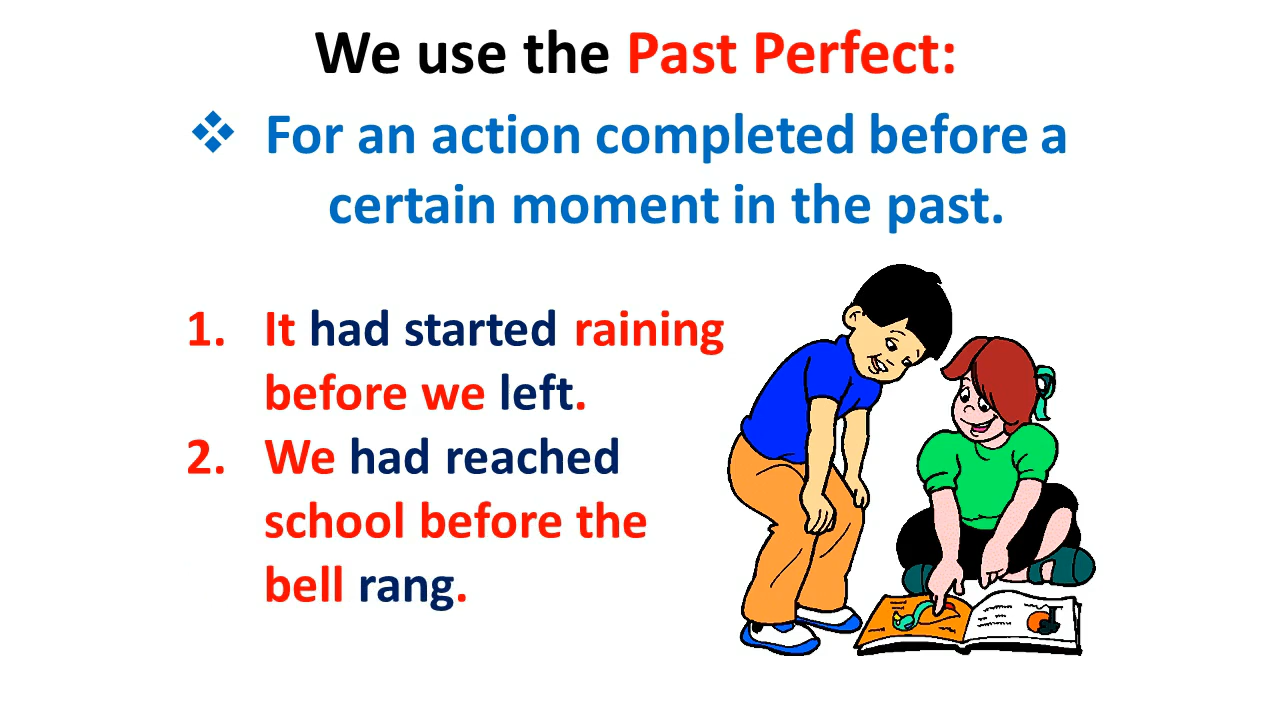 We use the Past Perfect:
❖ For an action completed before a
certain moment in the past.
1. It had started raining
before we left.
2. We had reached
school before the
bell rang.